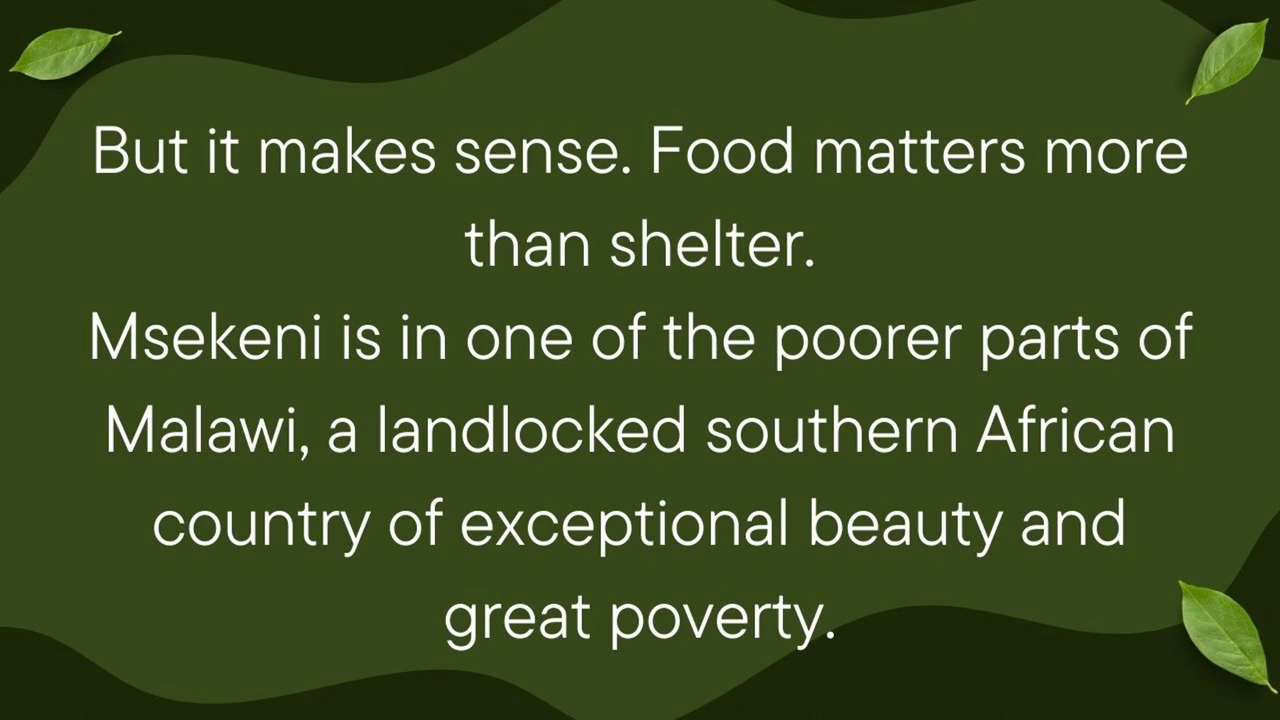 But it makes sense. Food matters more
than shelter.
Msekeni is in one of the poorer parts of
Malawi, a landlocked southern African
country of exceptional beauty and
great poverty.